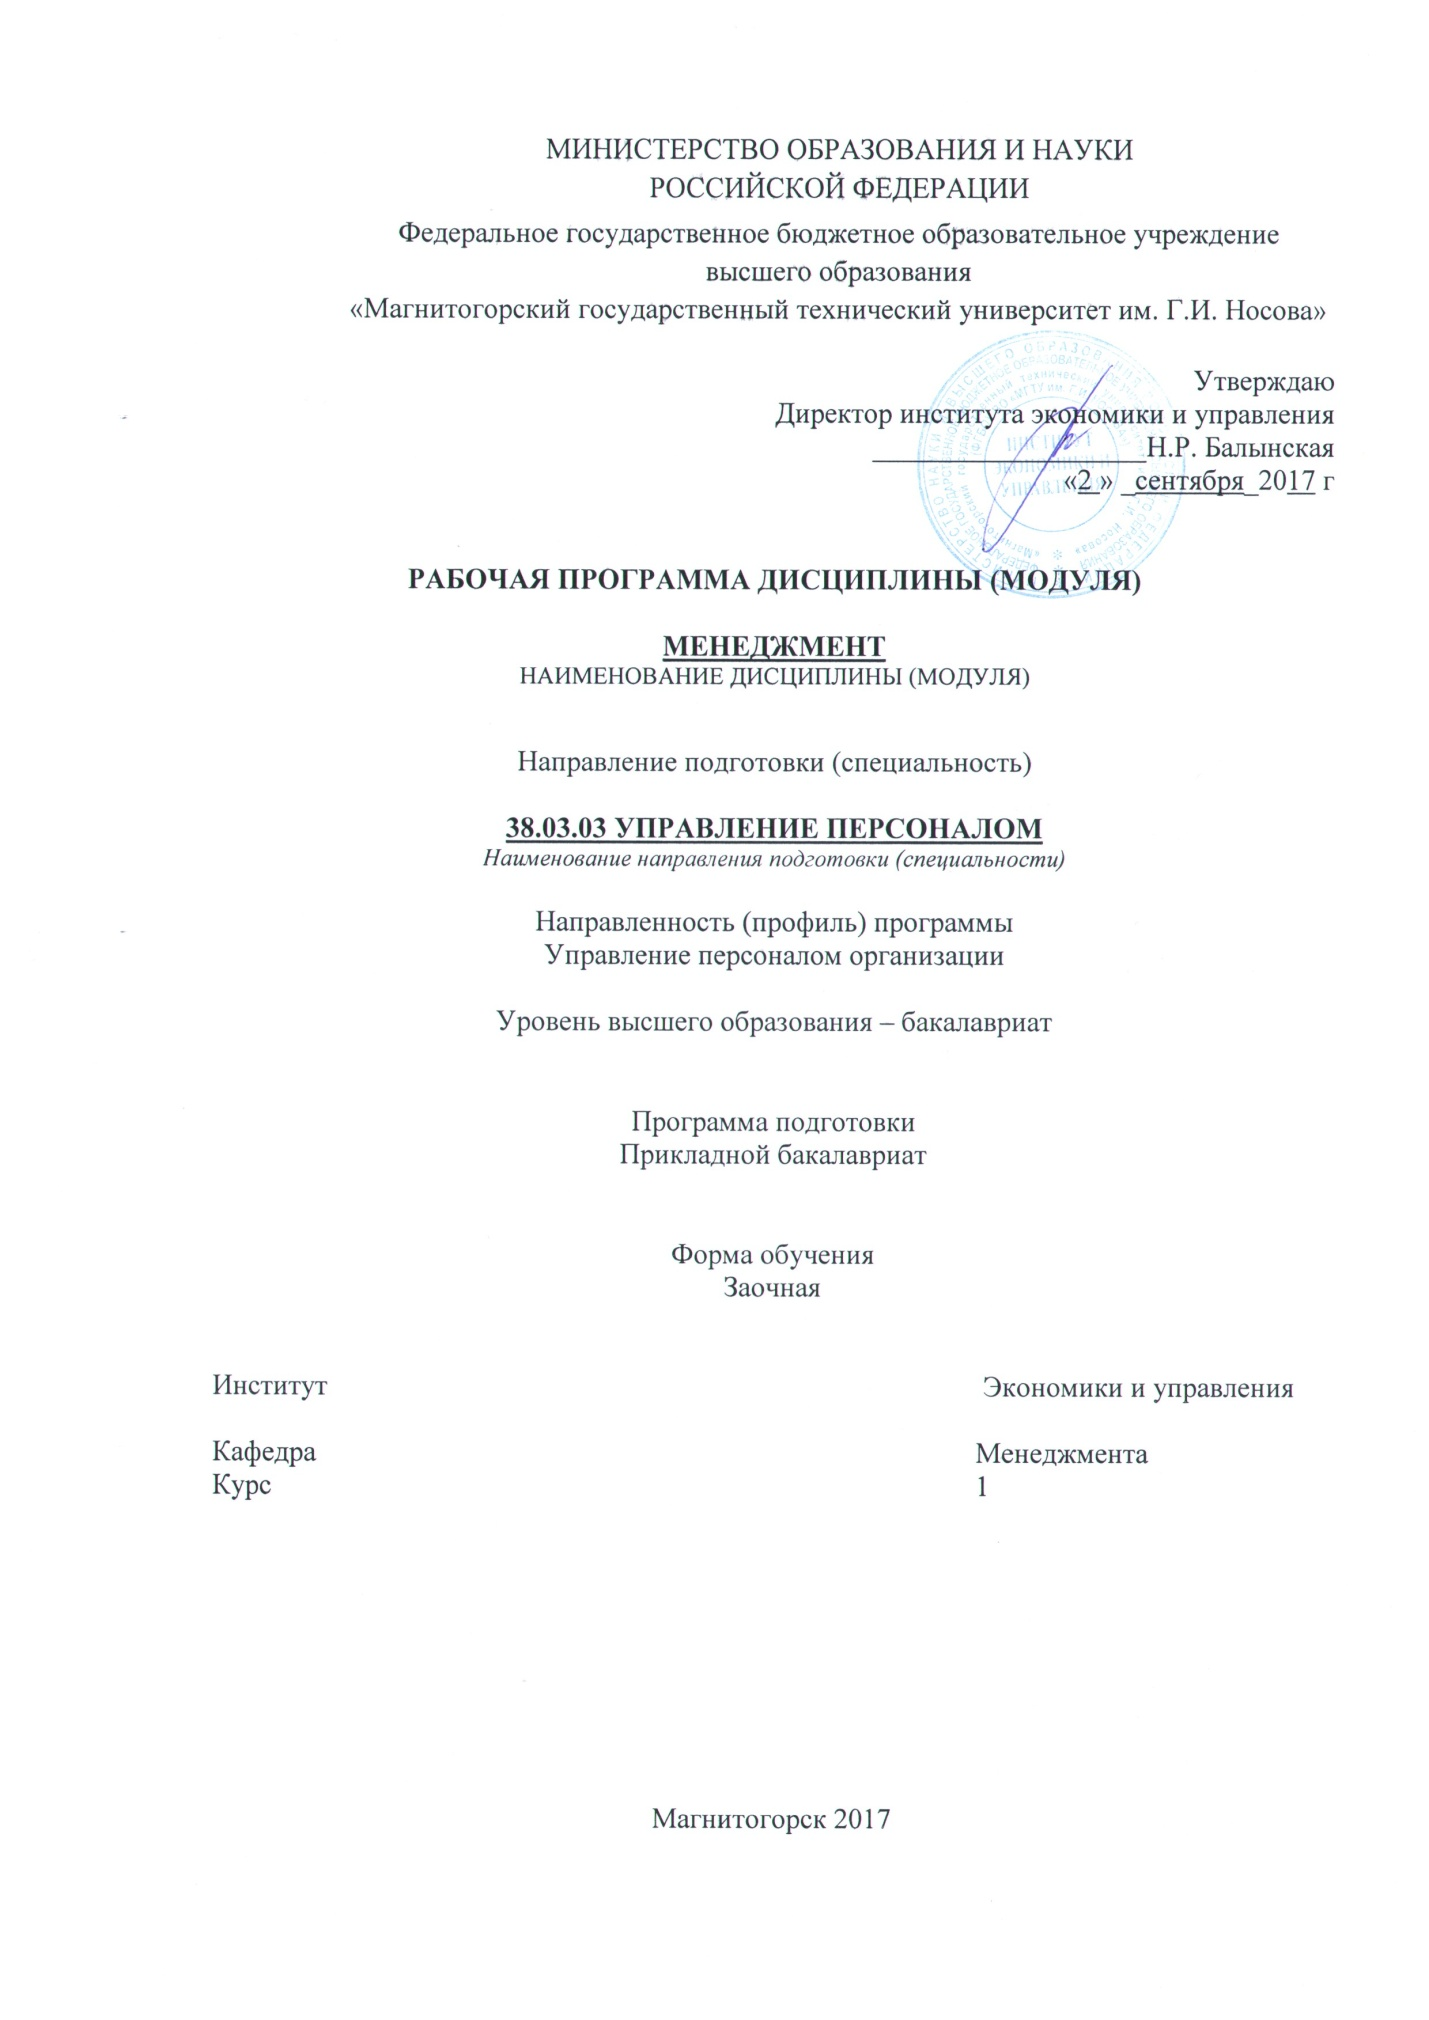 МИНИСТЕРСТВО ОБРАЗОВАНИЯ И НАУКИ
РОССИЙСКОЙ ФЕДЕРАЦИИ
Федеральное государственное бюджетное образовательное учреждение
высшего образования
«Магнитогорский государственный технический университет им. Г.И. Носова»
Утверждаю
Директор института экономики и управления
Н.Р. Балынская
«2» сентября 2017 г
ИНСТИТУТ
ЭКОНОМИКИ И
УПРАВЛЕНИЯ
РАБОЧАЯ ПРОГРАММА ДИСЦИПЛИНЫ (МОДУЛЯ)
МЕНЕДЖМЕНТ
НАИМЕНОВАНИЕ ДИСЦИПЛИНЫ (МОДУЛЯ)
Направление подготовки (специальность)
38.03.03 УПРАВЛЕНИЕ ПЕРСОНАЛОМ
Наименование направления подготовки (специальности)
Направленность (профиль) программы
Управление персоналом организации
Уровень высшего образования – бакалавриат
Программа подготовки
Прикладной бакалавриат
Форма обучения
Заочная
Институт Экономики и управления
Кафедра Менеджмента
Курс 1
Магнитогорск 2017